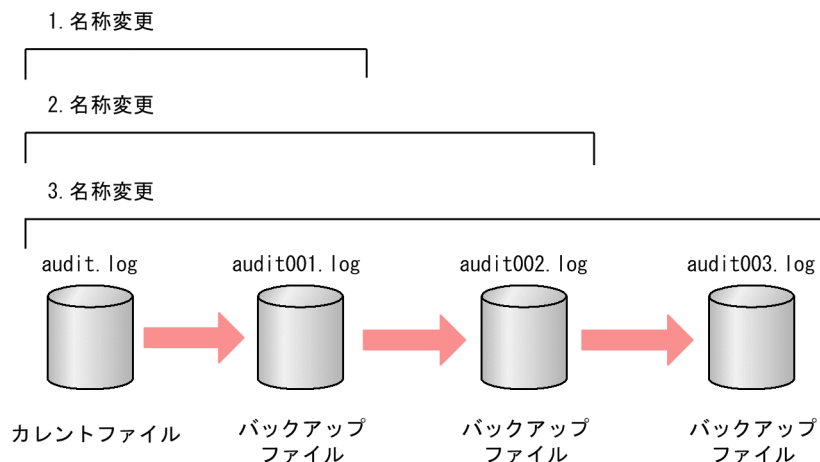 1. 名称変更
2. 名称変更
3. 名称変更
audit.log
audit001.log
audit002.log
audit003.log
カレントファイル
バックアップ
ファイル
バックアップ
ファイル
バックアップ
ファイル